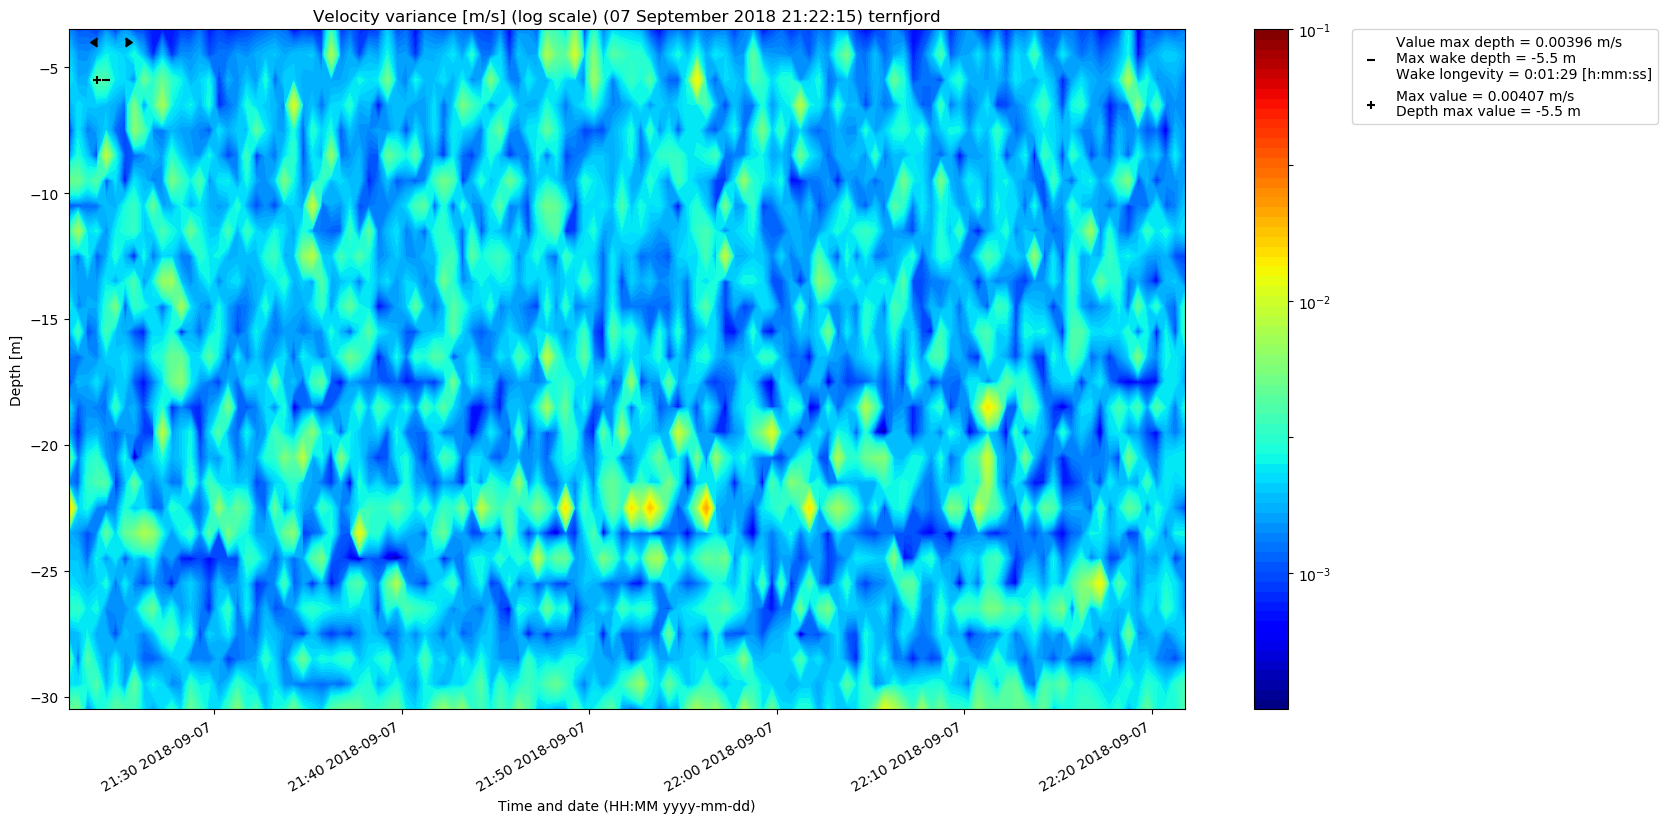 Velocity variance [m/s] (log scale) (07 September 2018 21:22:15) ternfjord
−5
−10
−15
−20
−25
−30
Depth [m]
21:30 2018-09-07
21:40 2018-09-07
21:50 2018-09-07
22:00 2018-09-07
22:10 2018-09-07
22:20 2018-09-07
Time and date (HH:MM yyyy-mm-dd)
10⁻¹
10⁻²
10⁻³
Value max depth = 0.00396 m/s
Max wake depth = -5.5 m
Wake longevity = 0:01:29 [h:mm:ss]
Max value = 0.00407 m/s
Depth max value = -5.5 m